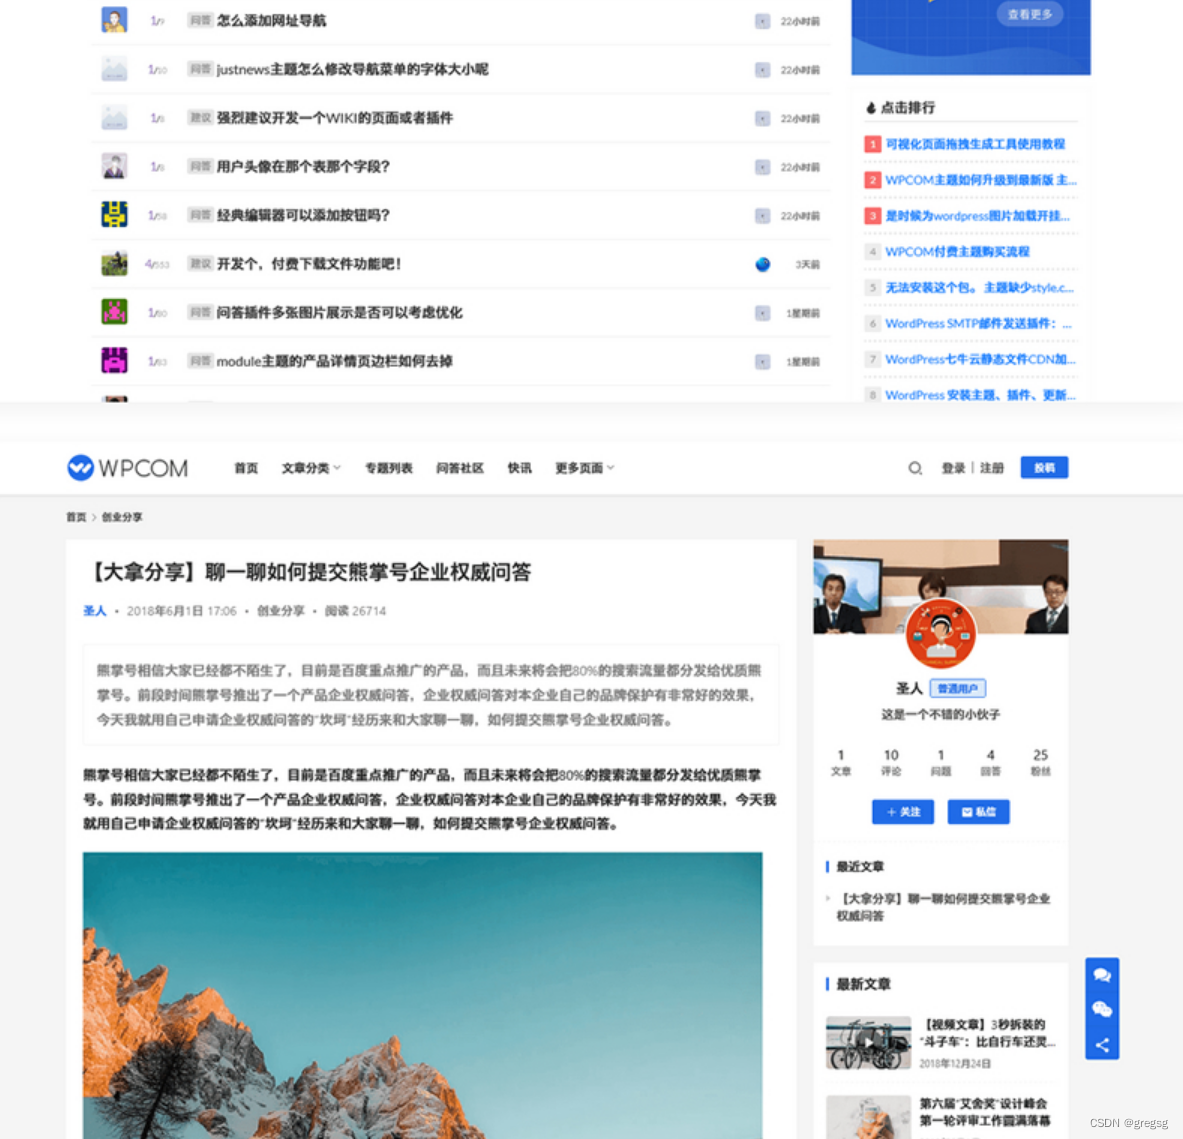 1/9 问答 怎么添加网址导航 22小时前
1/10 问答 justnews主题怎么修改导航菜单的字体大小呢 22小时前
建议 强烈建议开发一个WIKI的页面或者插件 22小时前
问答 用户头像在那个表那个字段? 22小时前
问答 经典编辑器可以添加按钮吗? 22小时前
4/553 建议 开发个，付费下载文件功能吧! 3天前
问答 问答插件多张图片展示是否可以考虑优化 1星期前
问答 module主题的产品详情页边栏如何去掉 1星期前
查看更多
点击排行
1 可视化页面拖拽生成工具使用教程
2 WPCOM主题如何升级到最新版 主...
3 是时候为wordpress图片加载开挂...
4 WPCOM付费主题购买流程
5 无法安装这个包。 主题缺少style.c...
6 WordPress SMTP邮件发送插件：...
7 WordPress七牛云静态文件CDN加...
8 WordPress 安装主题、插件、更新...
WPCOM 首页 文章分类 专题列表 问答社区 快讯 更多页面 登录 | 注册 投稿
首页 > 创业分享
【大拿分享】聊一聊如何提交熊掌号企业权威问答
圣人 • 2018年6月1日 17:06 • 创业分享 • 阅读 26714
熊掌号相信大家已经都不陌生了，目前是百度重点推广的产品，而且未来将会把80%的搜索流量都分发给优质熊
掌号。前段时间熊掌号推出了一个产品企业权威问答，企业权威问答对本企业自己的品牌保护有非常好的效果，
今天我就用自己申请企业权威问答的“坎坷”经历来和大家聊一聊，如何提交熊掌号企业权威问答。
熊掌号相信大家已经都不陌生了，目前是百度重点推广的产品，而且未来将会把80%的搜索流量都分发给优质熊掌
号。前段时间熊掌号推出了一个产品企业权威问答，企业权威问答对本企业自己的品牌保护有非常好的效果，今天我
就用自己申请企业权威问答的“坎坷”经历来和大家聊一聊，如何提交熊掌号企业权威问答。
圣人 普通用户
这是一个不错的小伙子
1 10 1 4 25
文章 评论 问题 回答 粉丝
+ 关注 私信
最近文章
【大拿分享】聊一聊如何提交熊掌号企业
权威问答
最新文章
【视频文章】3秒拆装的
“斗子车”：比自行车还灵...
2018年12月24日
第六届“艾舍奖”设计峰会
第一轮评审工作圆满落幕
CSDN @gregsg